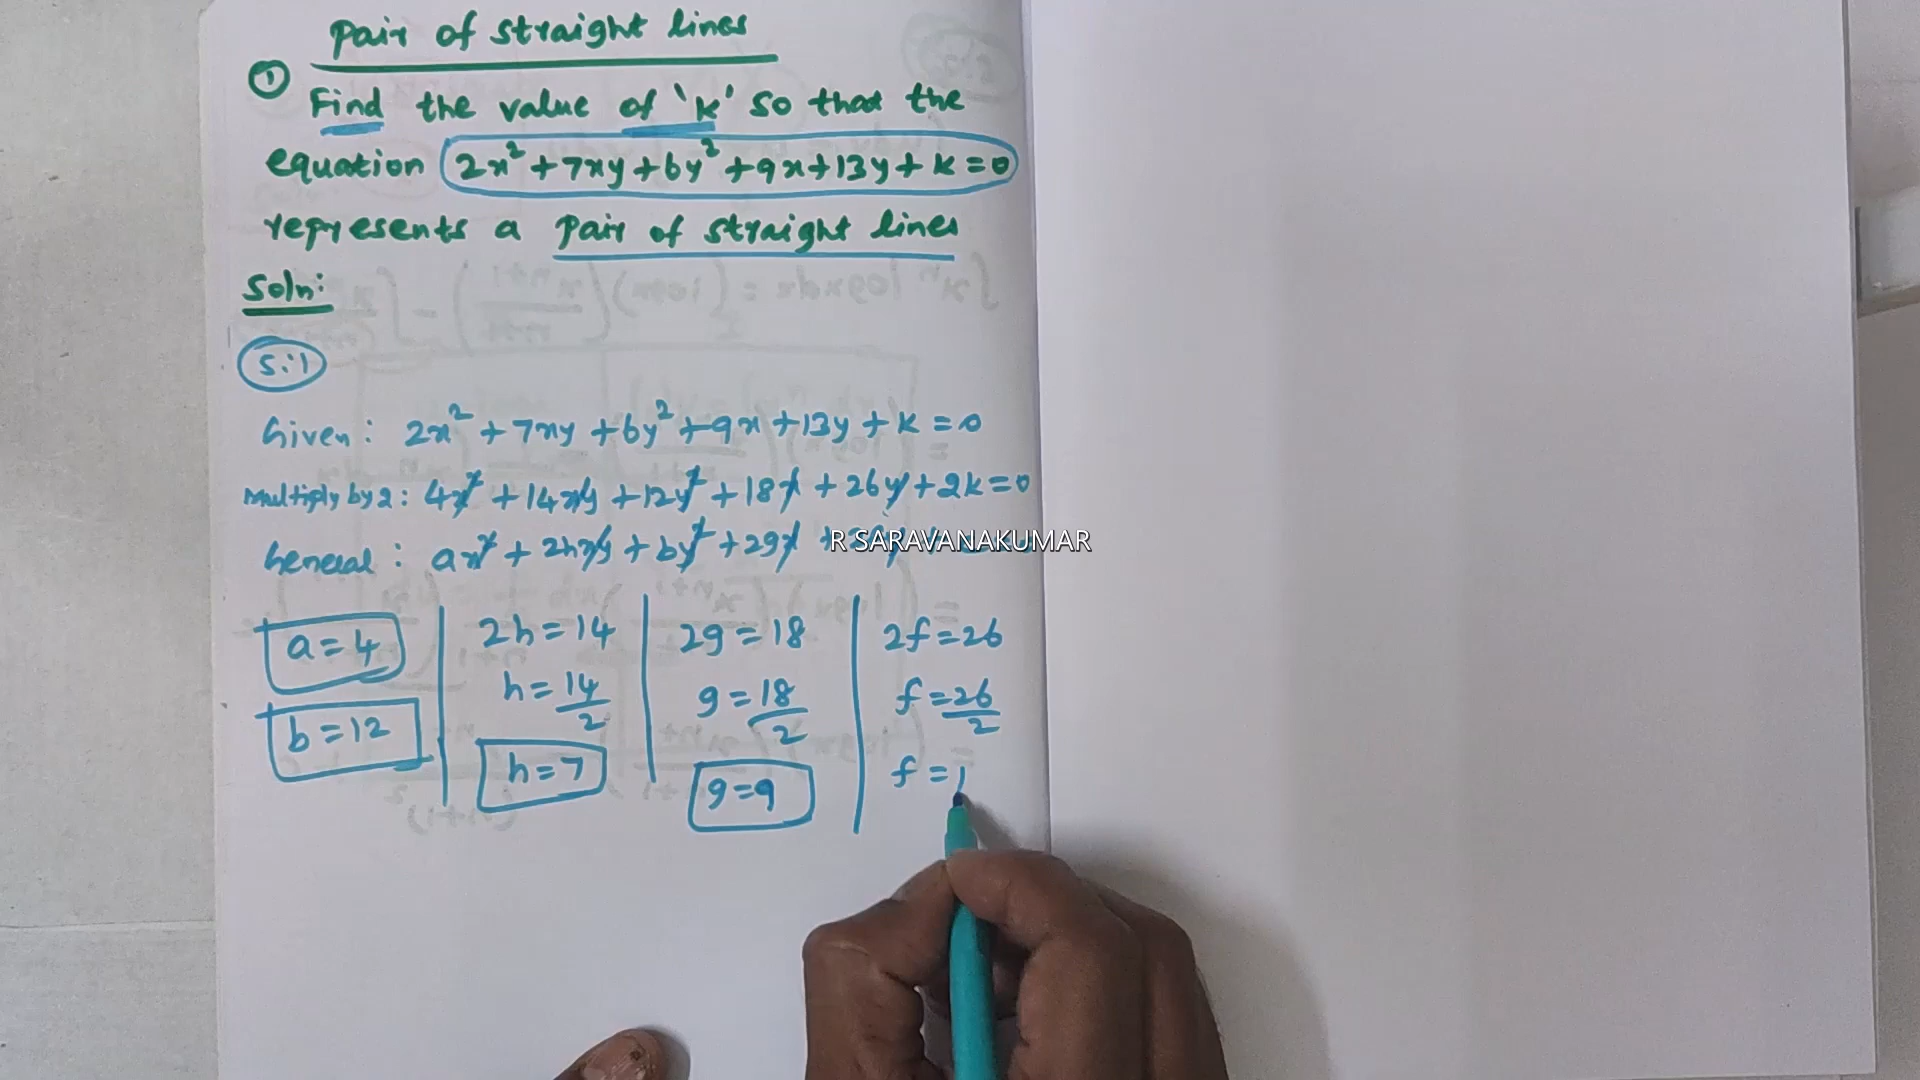 Pair of straight lines
① Find the value of 'k' so that the
equation 2x² + 7xy + 6y² + 9x + 13y + k = 0
represents a pair of straight lines
Soln:
S:1
Given: 2x² + 7xy + 6y² + 9x + 13y + k = 0
Multiply by 2: 4x² + 14xy + 12y² + 18x + 26y + 2k = 0
General: ax² + 2hxy + by² + 2gx +
R SARAVANAKUMAR
a = 4
b = 12
2h = 14
h = 14/2
h = 7
2g = 18
g = 18/2
g = 9
2f = 26
f = 26/2
f = 1